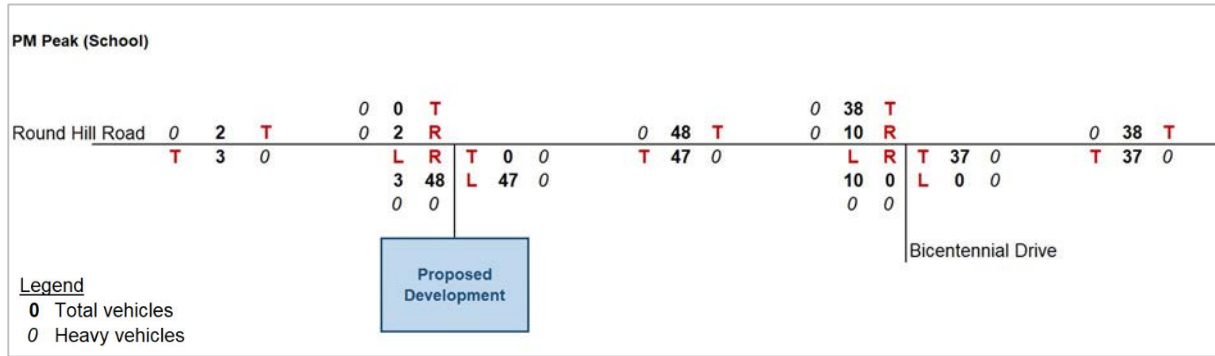 PM Peak (School)
0 0 T 0 38 T
Round Hill Road 0 2 T 0 2 R 0 48 T 0 10 R 0 38 T
T 3 0 L R T 0 0 T 47 0 L R T 37 0 T 37 0
3 48 L 47 0 10 0 L 0 0
0 0 0 0
Bicentennial Drive
Proposed
Development
Legend
0 Total vehicles
0 Heavy vehicles